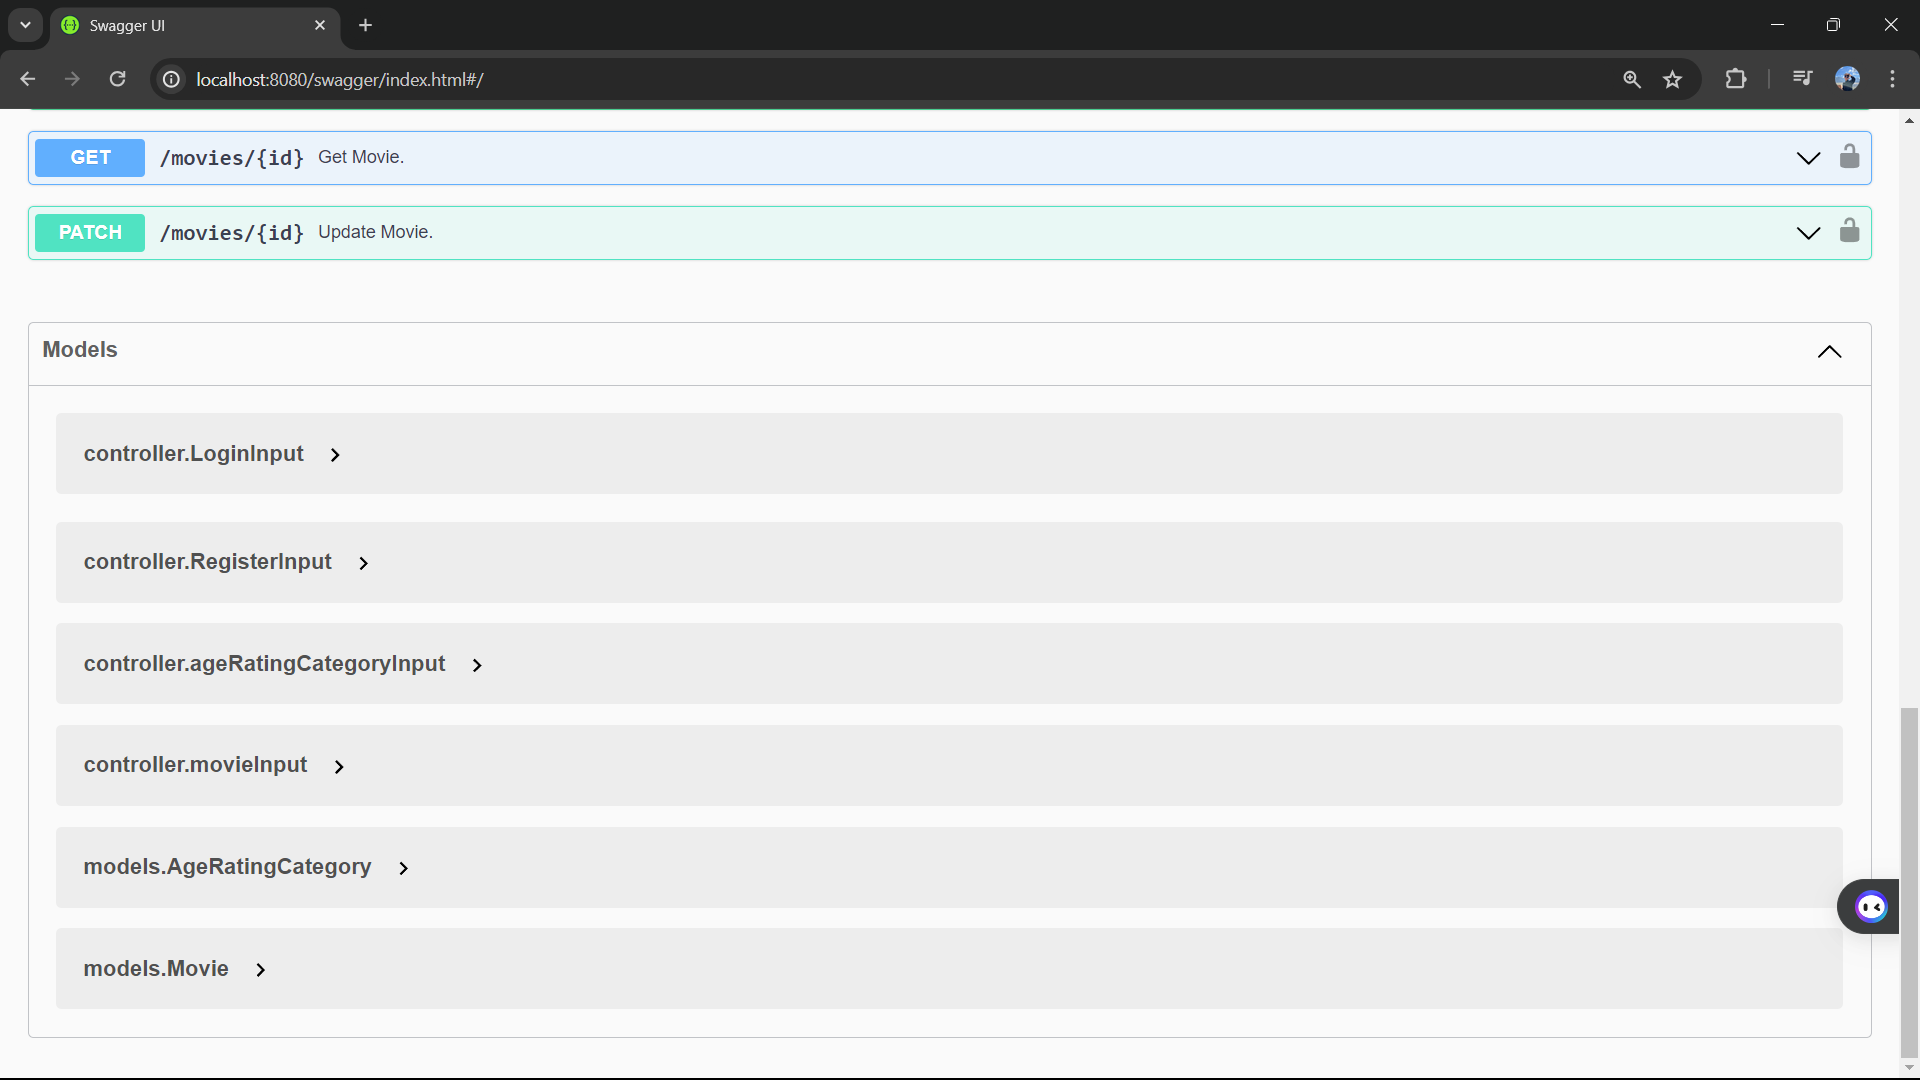 Swagger UI
localhost:8080/swagger/index.html#/
GET /movies/{id} Get Movie.
PATCH /movies/{id} Update Movie.
Models
controller.LoginInput
controller.RegisterInput
controller.ageRatingCategoryInput
controller.movieInput
models.AgeRatingCategory
models.Movie